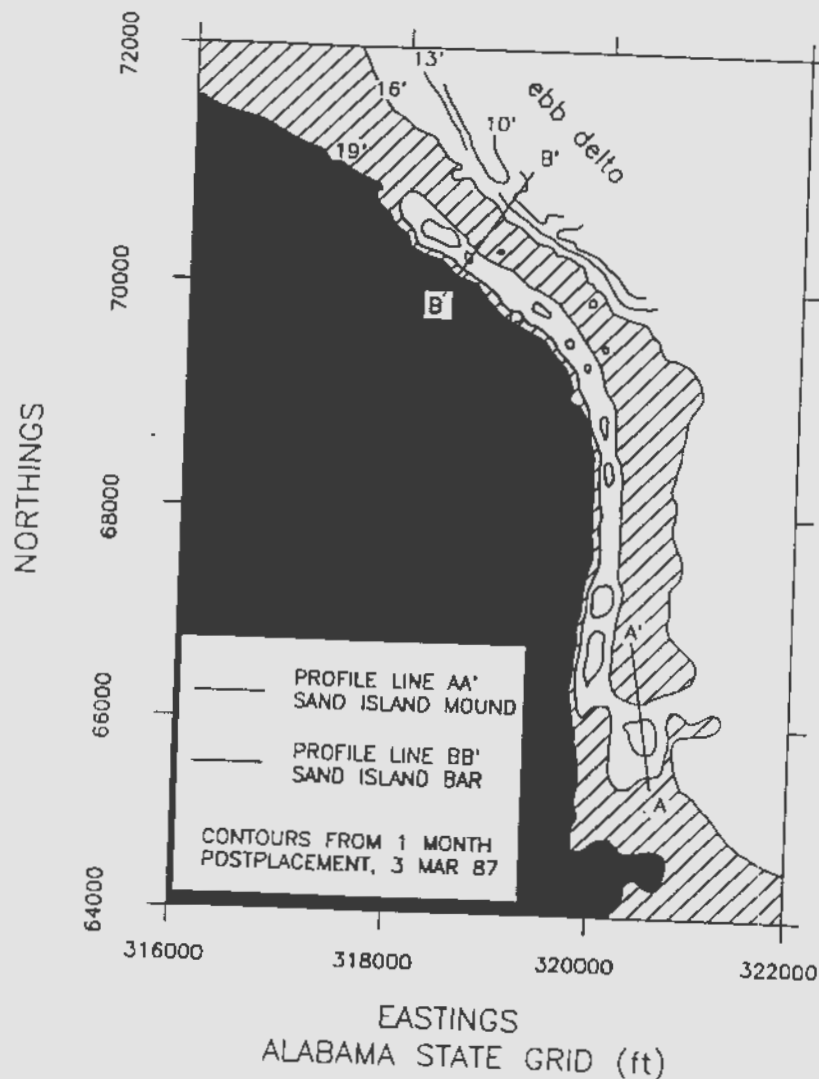 72000
13'
16'
ebb delta
10'
19'
B'
70000
B'
NORTHINGS
68000
A'
PROFILE LINE AA'
SAND ISLAND MOUND
66000
PROFILE LINE BB'
SAND ISLAND BAR
A
CONTOURS FROM 1 MONTH
POSTPLACEMENT, 3 MAR 87
64000
316000
318000
320000
322000
EASTINGS
ALABAMA STATE GRID (ft)